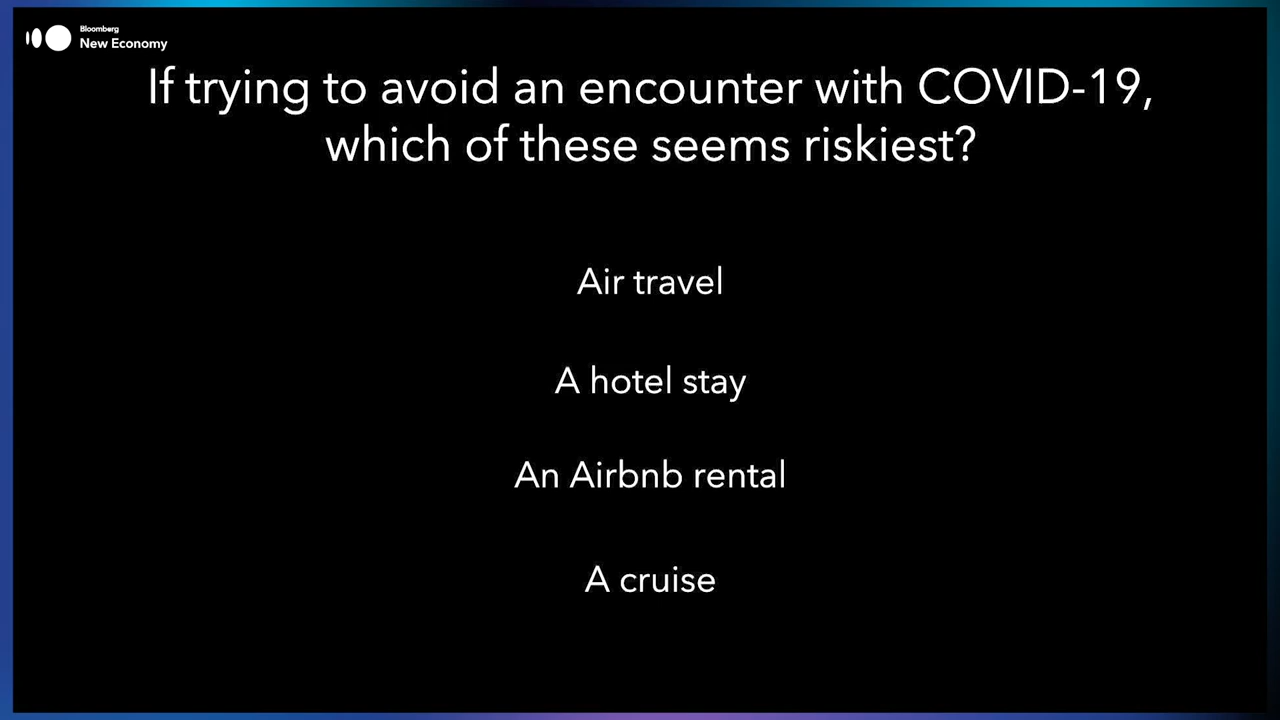 Bloomberg
New Economy
If trying to avoid an encounter with COVID-19,
which of these seems riskiest?
Air travel
A hotel stay
An Airbnb rental
A cruise